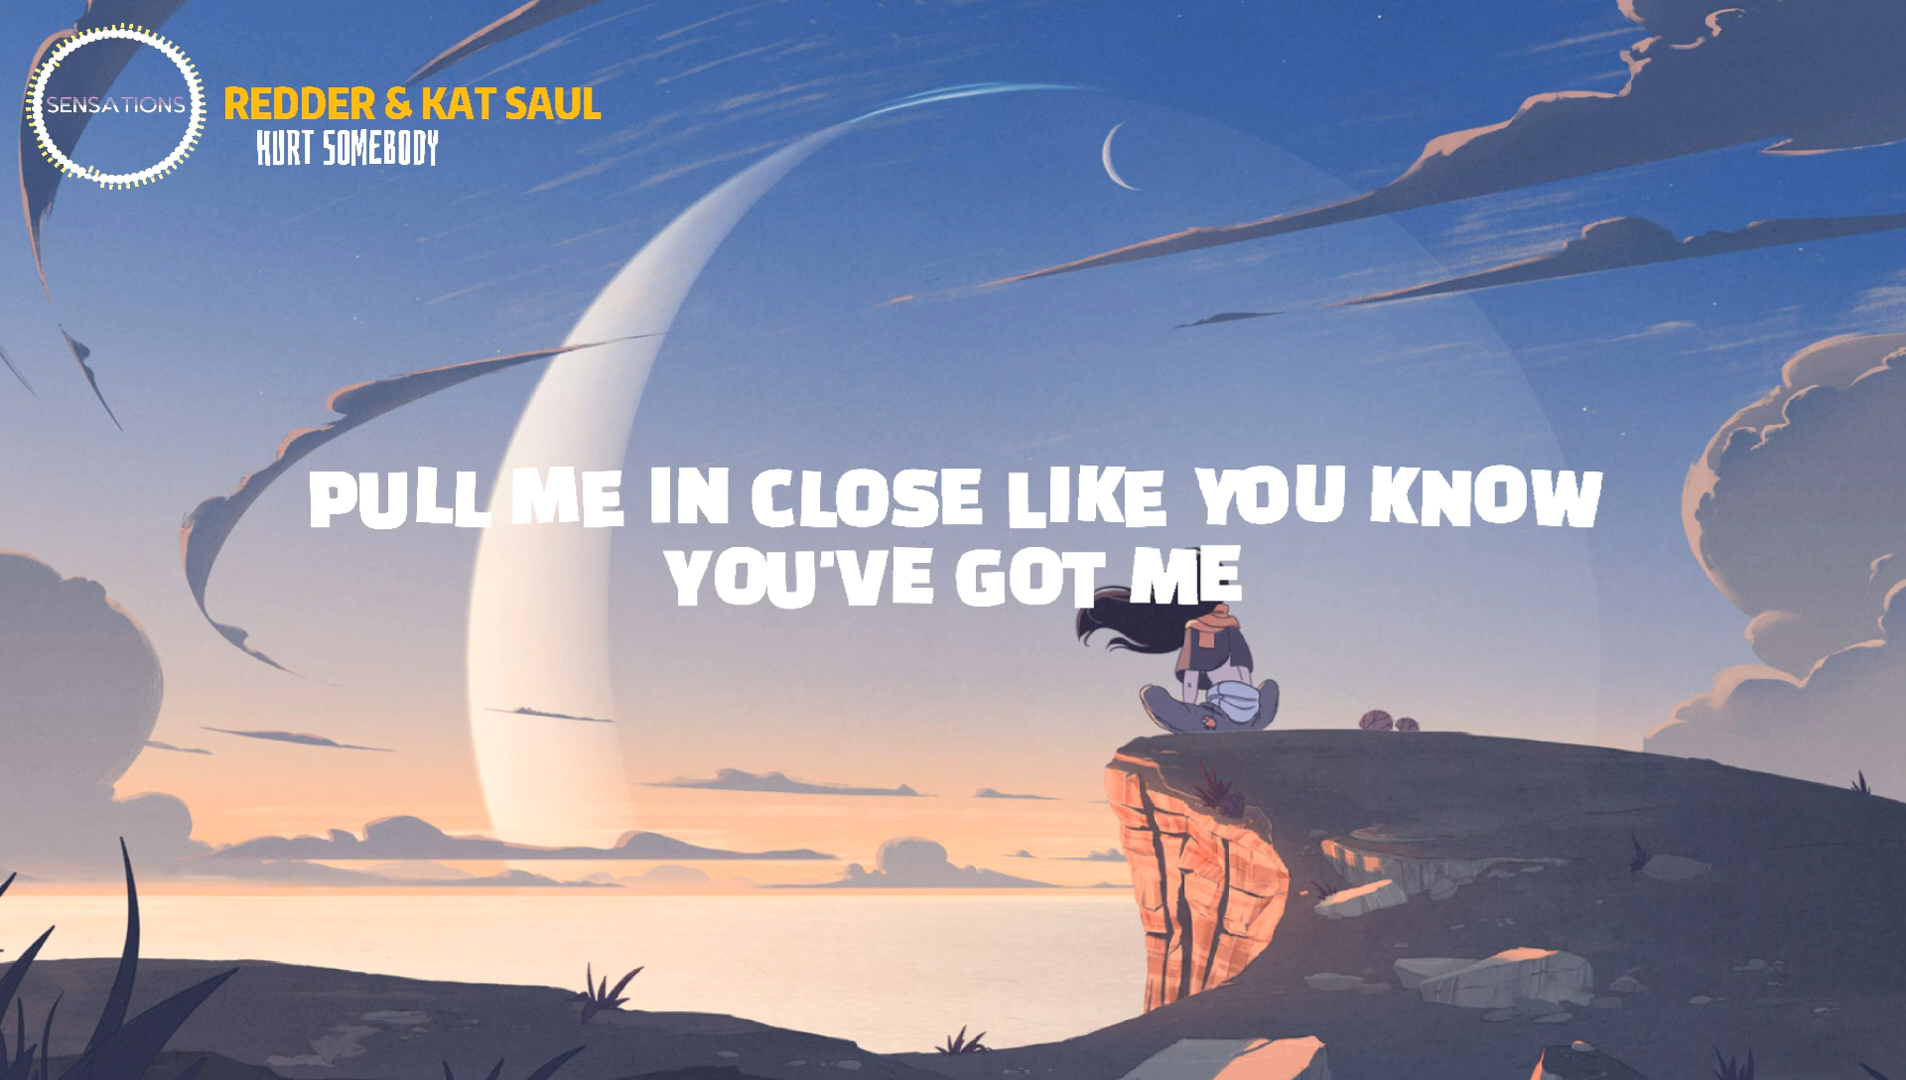 SENSATIONS
REDDER & KAT SAUL
HURT SOMEBODY
PULL ME IN CLOSE LIKE YOU KNOW
YOU'VE GOT ME